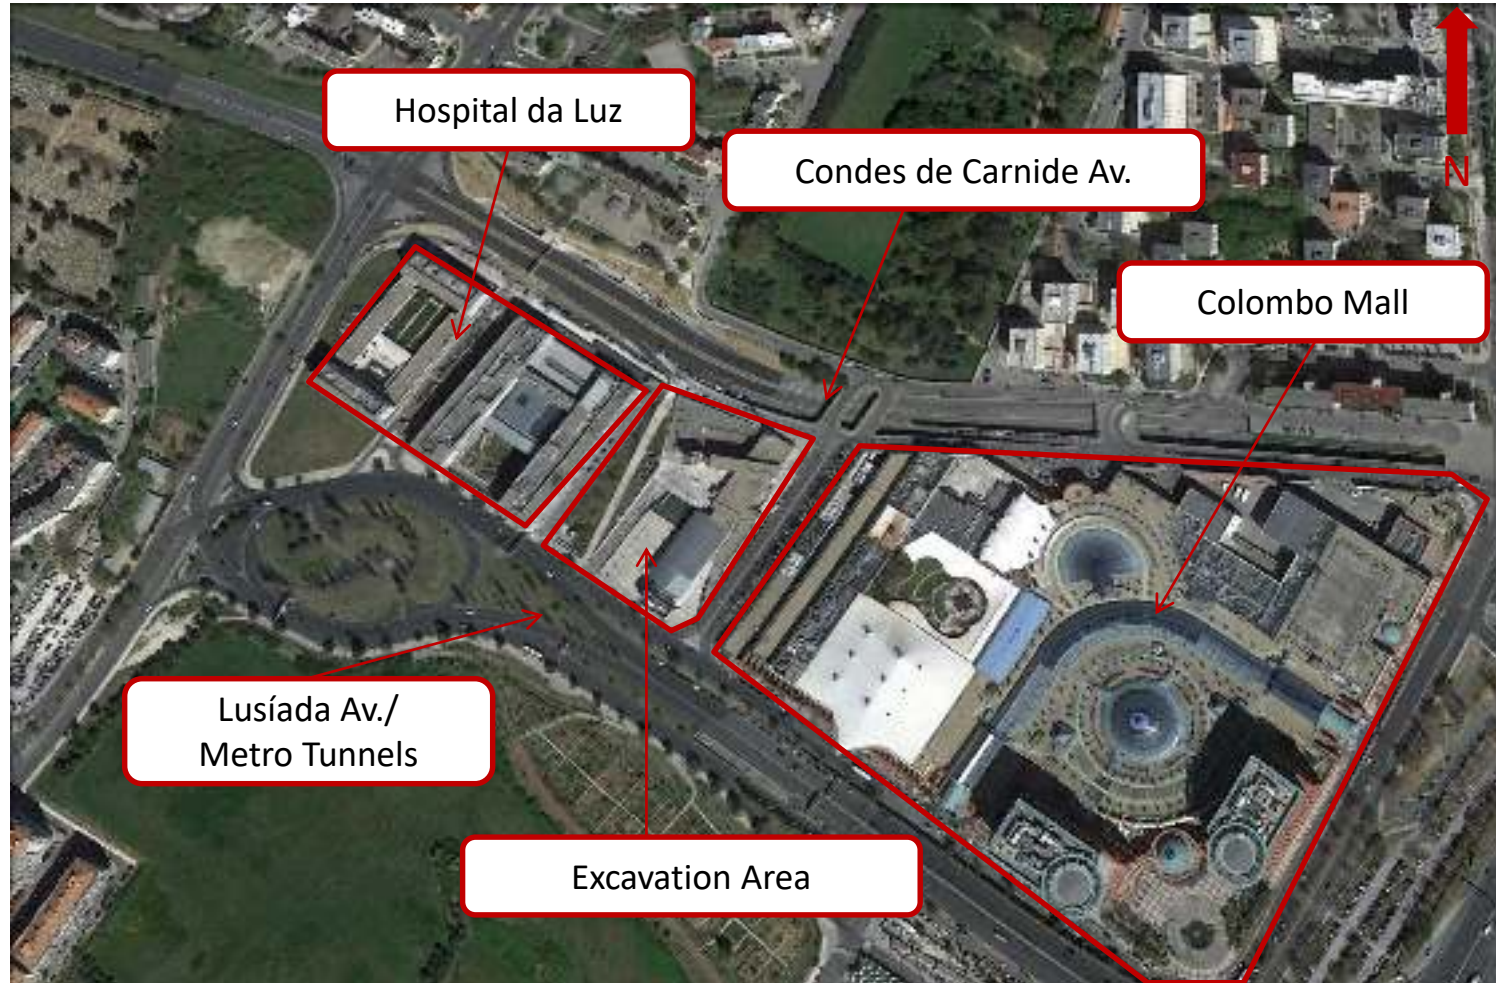 Hospital da Luz
Condes de Carnide Av.
N
Colombo Mall
Lusíada Av./
Metro Tunnels
Excavation Area